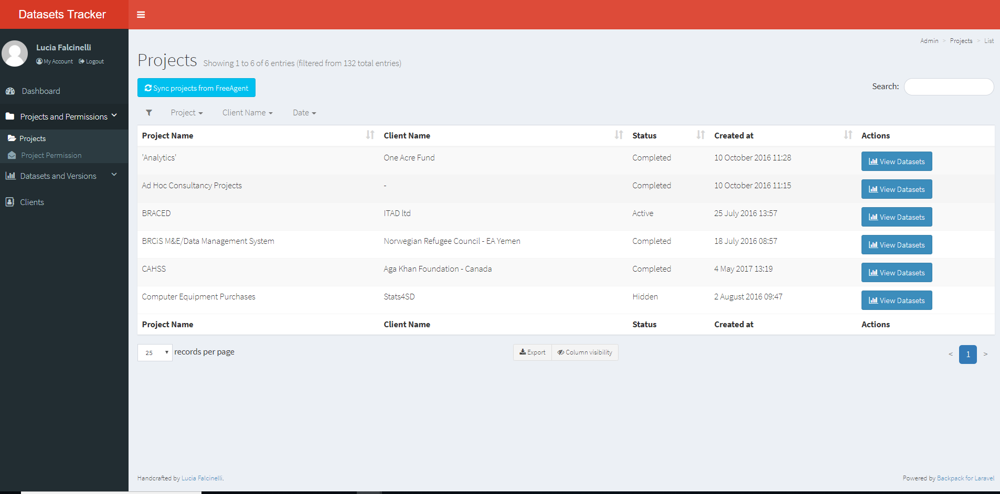 Datasets Tracker
Lucia Falcinelli
My Account Logout
Dashboard
Projects and Permissions
Projects
Project Permission
Datasets and Versions
Clients
Admin > Projects > List
Projects Showing 1 to 6 of 6 entries (filtered from 132 total entries)
Sync projects from FreeAgent
Search:
Project Client Name Date
Project Name Client Name Status Created at Actions
'Analytics' One Acre Fund Completed 10 October 2016 11:28 View Datasets
Ad Hoc Consultancy Projects - Completed 10 October 2016 11:15 View Datasets
BRACED ITAD ltd Active 25 July 2016 13:57 View Datasets
BRCiS M&E/Data Management System Norwegian Refugee Council - EA Yemen Completed 18 July 2016 08:57 View Datasets
CAHSS Aga Khan Foundation - Canada Completed 4 May 2017 13:19 View Datasets
Computer Equipment Purchases Stats4SD Hidden 2 August 2016 09:47 View Datasets
Project Name Client Name Status Created at Actions
25 records per page Export Column visibility < 1 >
Handcrafted by Lucia Falcinelli. Powered by Backpack for Laravel